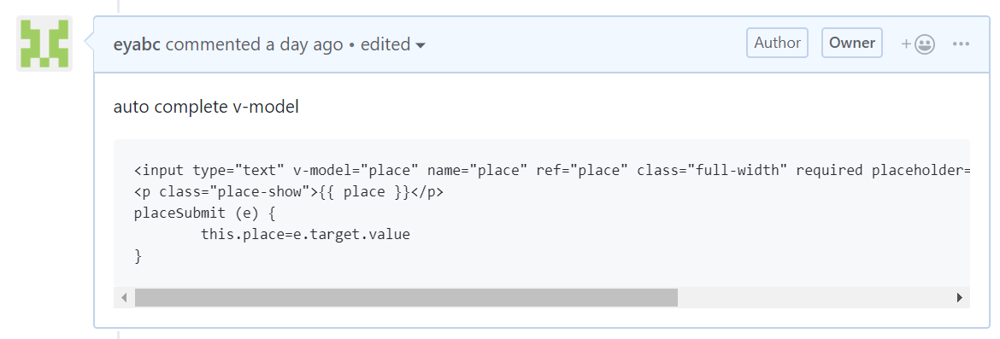 eyabc commented a day ago • edited
Author
Owner
auto complete v-model
<input type="text" v-model="place" name="place" ref="place" class="full-width" required placeholder=
<p class="place-show">{{ place }}</p>
placeSubmit (e) {
        this.place=e.target.value
}